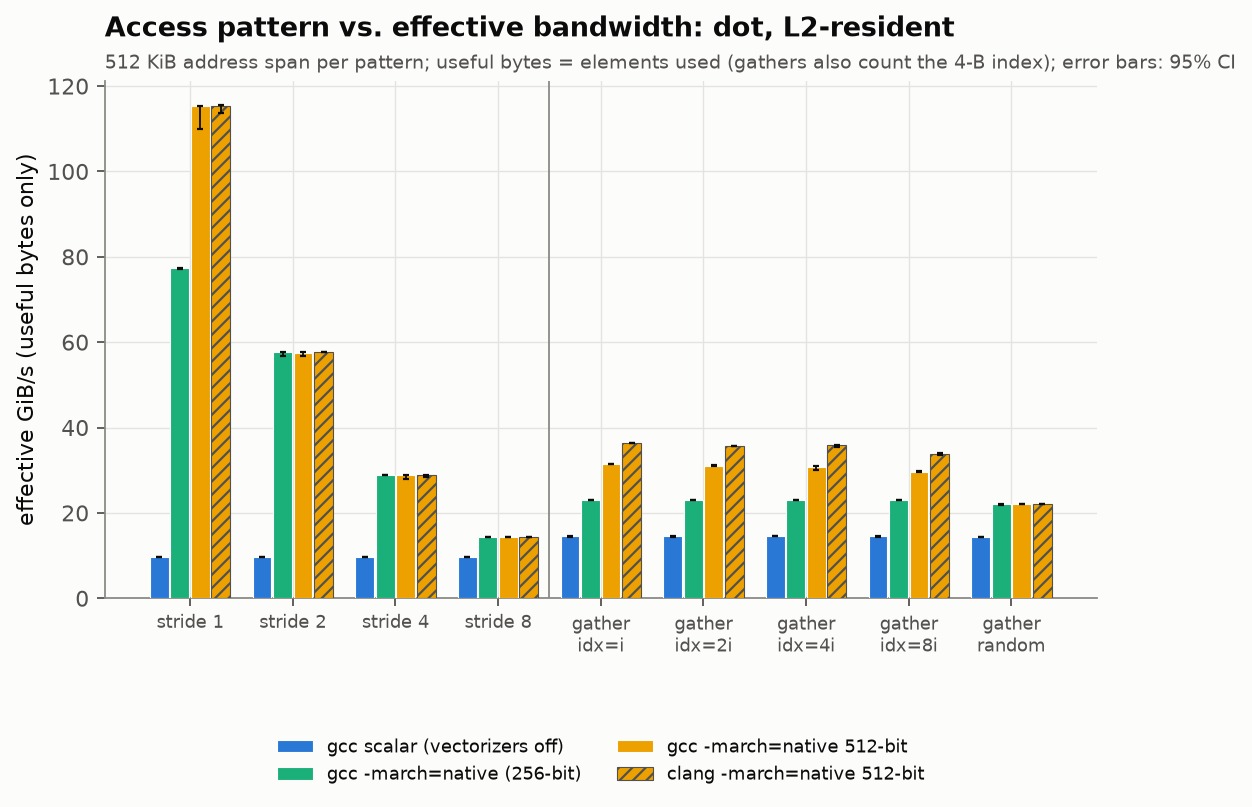 Access pattern vs. effective bandwidth: dot, L2-resident
512 KiB address span per pattern; useful bytes = elements used (gathers also count the 4-B index); error bars: 95% CI
effective GiB/s (useful bytes only)
120
100
80
60
40
20
0
stride 1
stride 2
stride 4
stride 8
gather
idx=i
gather
idx=2i
gather
idx=4i
gather
idx=8i
gather
random
gcc scalar (vectorizers off)
gcc -march=native (256-bit)
gcc -march=native 512-bit
clang -march=native 512-bit